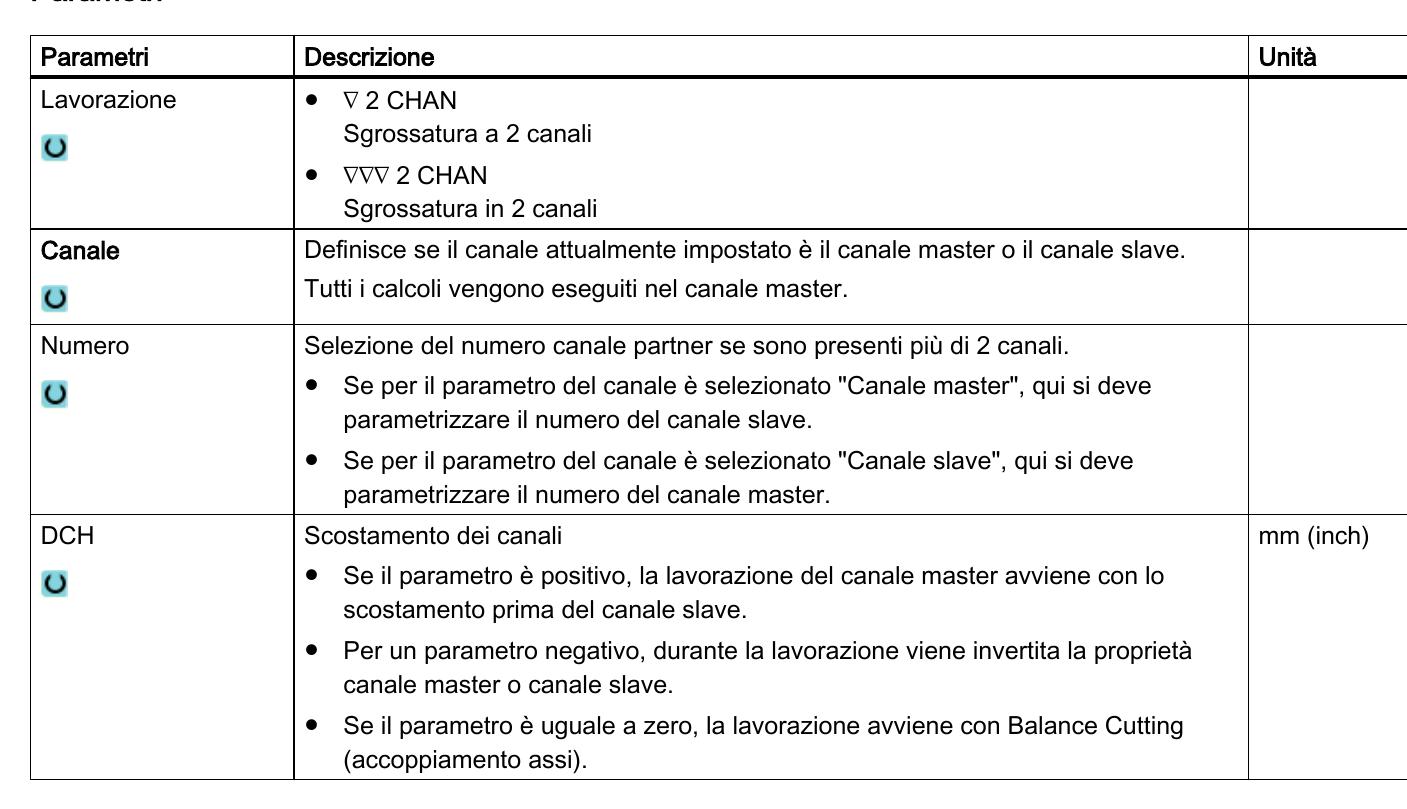 Parametri
Parametri Descrizione Unità
Lavorazione
• ∇ 2 CHAN
Sgrossatura a 2 canali
• ∇∇∇ 2 CHAN
Sgrossatura in 2 canali
Canale
Definisce se il canale attualmente impostato è il canale master o il canale slave.
Tutti i calcoli vengono eseguiti nel canale master.
Numero
Selezione del numero canale partner se sono presenti più di 2 canali.
• Se per il parametro del canale è selezionato "Canale master", qui si deve
parametrizzare il numero del canale slave.
• Se per il parametro del canale è selezionato "Canale slave", qui si deve
parametrizzare il numero del canale master.
DCH
Scostamento dei canali
mm (inch)
• Se il parametro è positivo, la lavorazione del canale master avviene con lo
scostamento prima del canale slave.
• Per un parametro negativo, durante la lavorazione viene invertita la proprietà
canale master o canale slave.
• Se il parametro è uguale a zero, la lavorazione avviene con Balance Cutting
(accoppiamento assi).